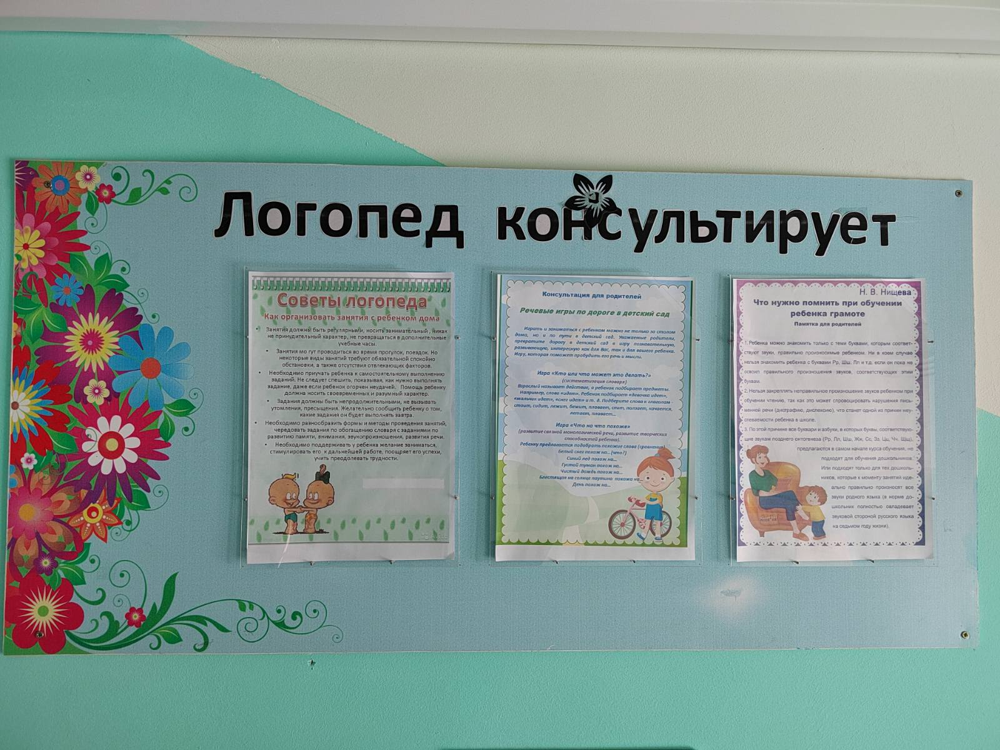 Логопед консультирует
Советы логопеда
Как организовать занятия с ребенком дома
• Занятия должны быть регулярными, носить занимательный, никак
не принудительный характер, не превращаться в дополнительные
учебные часы.
• Занятия могут проводиться во время прогулок, поездок. Но
некоторые виды занятий требуют обязательной спокойно
обстановки, а также отсутствия отвлекающих факторов.
• Необходимо приучать ребенка к самостоятельному выполнению
заданий. Не следует спешить, показывая, как нужно выполнять
задание, даже если ребенок огорчен неудачей. Помощь ребенку
должна носить своевременных и разумный характер.
• Задания должны быть непродолжительными, не вызывать
утомления, пресыщения. Желательно сообщить ребенку о том,
какие задания он будет выполнять завтра.
• Необходимо разнообразить формы и методы проведения занятий,
чередовать задания по обогащению словаря с заданиями по
развитию памяти, внимания, звукопроизношения, развития речи.
• Необходимо поддерживать у ребенка желание заниматься,
стимулировать его к дальнейшей работе, поощряет его успехи,
учить преодолевать трудности.
Консультация для родителей
Речевые игры по дороге в детский сад
Играть и заниматься с ребенком можно не только за столом
дома, но и по пути в детский сад. Уважаемые родители,
превратите дорогу в детский сад в игру познавательную,
развивающую, интересную как для Вас, так и для вашего ребенка.
Игру, которая поможет пробудить его речь и мысли.
Игра «Кто или что может это делать?»
(систематизация словаря)
Взрослый называет действие, а ребенок подбирает предметы.
Например, слово «идет». Ребенок подбирает «девочка идет»,
«мальчик идет», «снег идет» и т. д. Подберите слова к глаголам -
стоит, сидит, лежит, бежит, плавает, спит, ползает, качается,
летает, плавает...
Игра «Что на что похоже»
(развитие связной монологической речи, развитие творческих
способностей ребенка).
Ребенку предлагается подобрать похожие слова (сравнения)
Белый снег похож на...(что?)
Синий лед похож на...
Густой туман похож на...
Чистый дождь похож на...
Блестящая на солнце паутина похожа на...
День похож на...
Н. В. Нищева
Что нужно помнить при обучении
ребенка грамоте
Памятка для родителей
1. Ребенка можно знакомить только с теми буквами, которым соответ-
ствуют звуки, правильно произносимые ребенком. Ни в коем случае
нельзя знакомить ребенка с буквами Рр, Шш, Лл и т.д. если он пока не
освоил правильного произношения звуков, соответствующих этим
буквам.
2. Нельзя закреплять неправильное произношение звуков ребенком при
обучении чтению, так как это может спровоцировать нарушения пись-
менной речи (дисграфию, дислексию), что станет одной из причин неу-
спеваемости ребенка в школе.
3. По этой причине все буквари и азбуки, в которых буквы, соответствую-
щие звукам позднего онтогенеза (Рр, Лл, Шш, Жж, Сс, Зз, Цц, Чч, Щщ),
предлагаются в самом начале курса обучения, не
подходят для обучения дошкольников.
Или подходят только для тех дошколь-
ников, которые к моменту занятий иде-
ально правильно произносят все
звуки родного языка (в норме до-
школьник полностью овладевает
звуковой стороной русского языка
на седьмом году жизни).